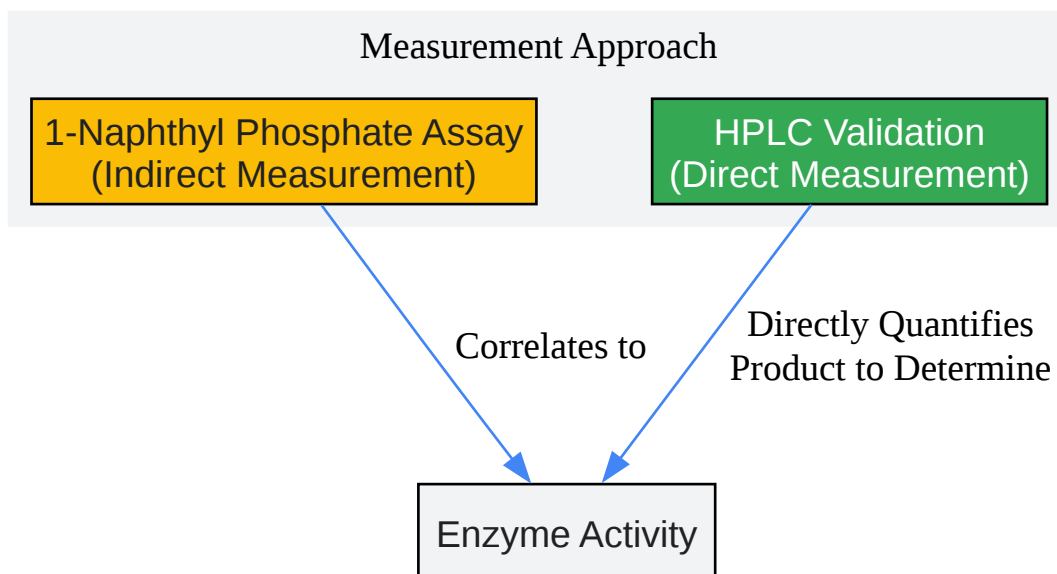 Measurement Approach
1-Naphthyl Phosphate Assay
(Indirect Measurement)
HPLC Validation
(Direct Measurement)
Correlates to
Directly Quantifies
Product to Determine
Enzyme Activity